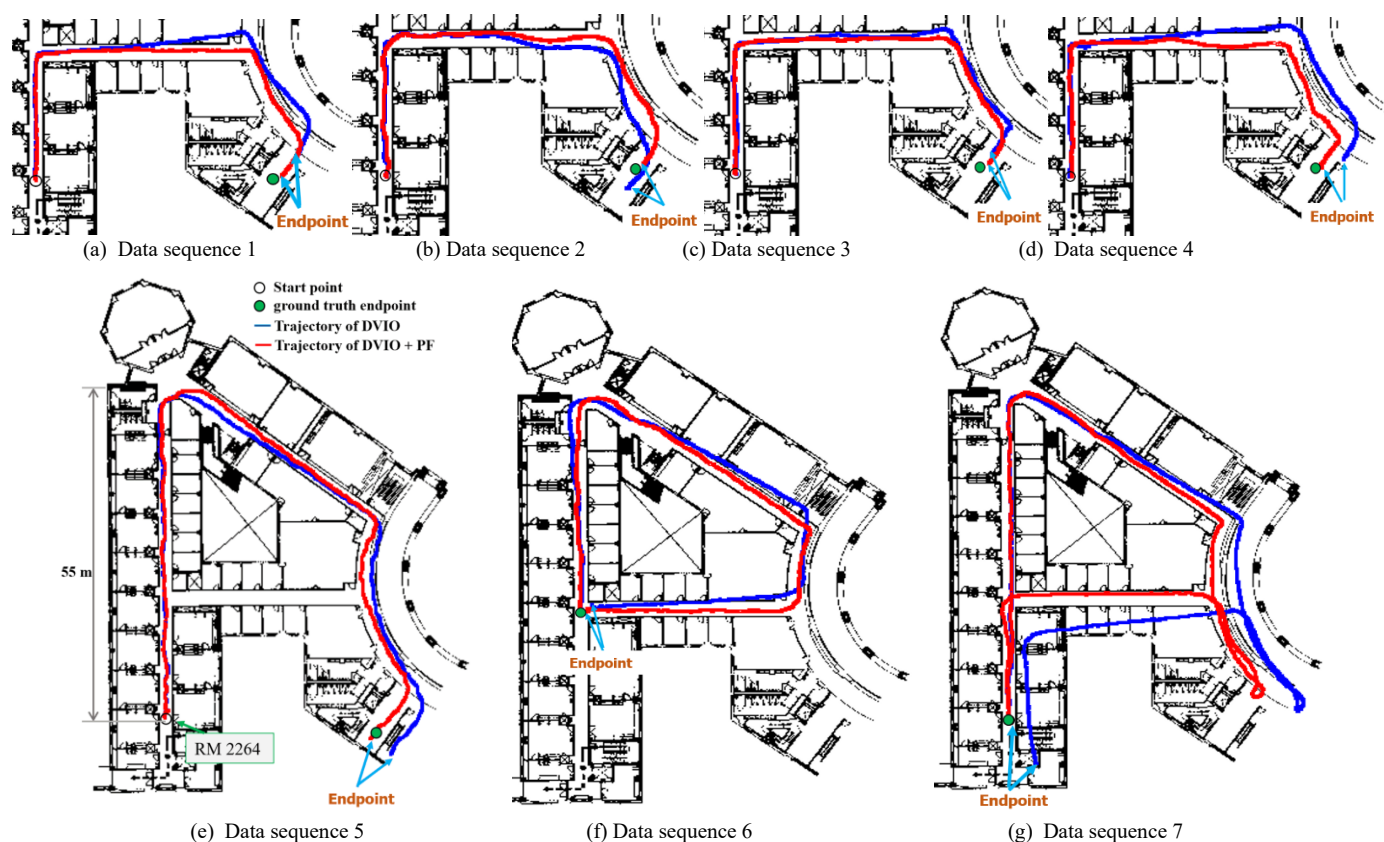 Endpoint
Endpoint
Endpoint
Endpoint
(a) Data sequence 1
(b) Data sequence 2
(c) Data sequence 3
(d) Data sequence 4
Start point
ground truth endpoint
Trajectory of DVIO
Trajectory of DVIO + PF
55 m
RM 2264
Endpoint
Endpoint
Endpoint
(e) Data sequence 5
(f) Data sequence 6
(g) Data sequence 7